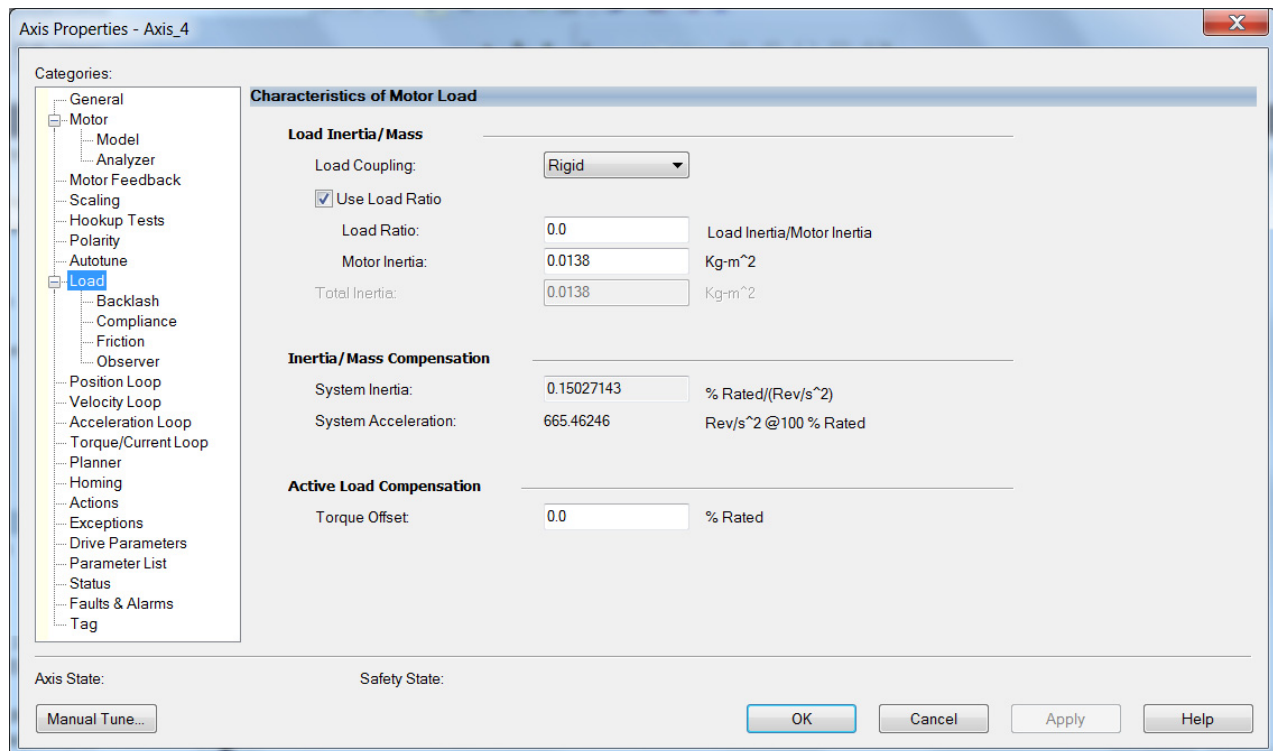 Axis Properties - Axis_4
X
Categories:
General
Motor
Model
Analyzer
Motor Feedback
Scaling
Hookup Tests
Polarity
Autotune
Load
Backlash
Compliance
Friction
Observer
Position Loop
Velocity Loop
Acceleration Loop
Torque/Current Loop
Planner
Homing
Actions
Exceptions
Drive Parameters
Parameter List
Status
Faults & Alarms
Tag
Characteristics of Motor Load
Load Inertia/Mass
Load Coupling: Rigid
Use Load Ratio
Load Ratio: 0.0 Load Inertia/Motor Inertia
Motor Inertia: 0.0138 Kg-m^2
Total Inertia: 0.0138 Kg-m^2
Inertia/Mass Compensation
System Inertia: 0.15027143 % Rated/(Rev/s^2)
System Acceleration: 665.46246 Rev/s^2 @100 % Rated
Active Load Compensation
Torque Offset: 0.0 % Rated
Axis State: Safety State:
Manual Tune... OK Cancel Apply Help